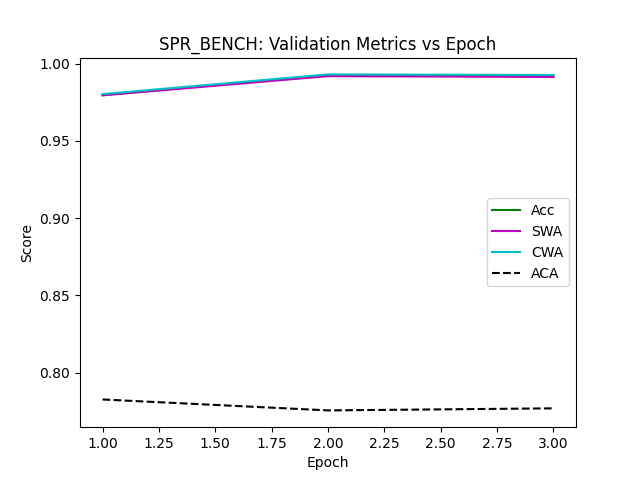 SPR_BENCH: Validation Metrics vs Epoch
1.00
0.95
0.90
0.85
0.80
Score
Acc
SWA
CWA
ACA
1.00 1.25 1.50 1.75 2.00 2.25 2.50 2.75 3.00
Epoch